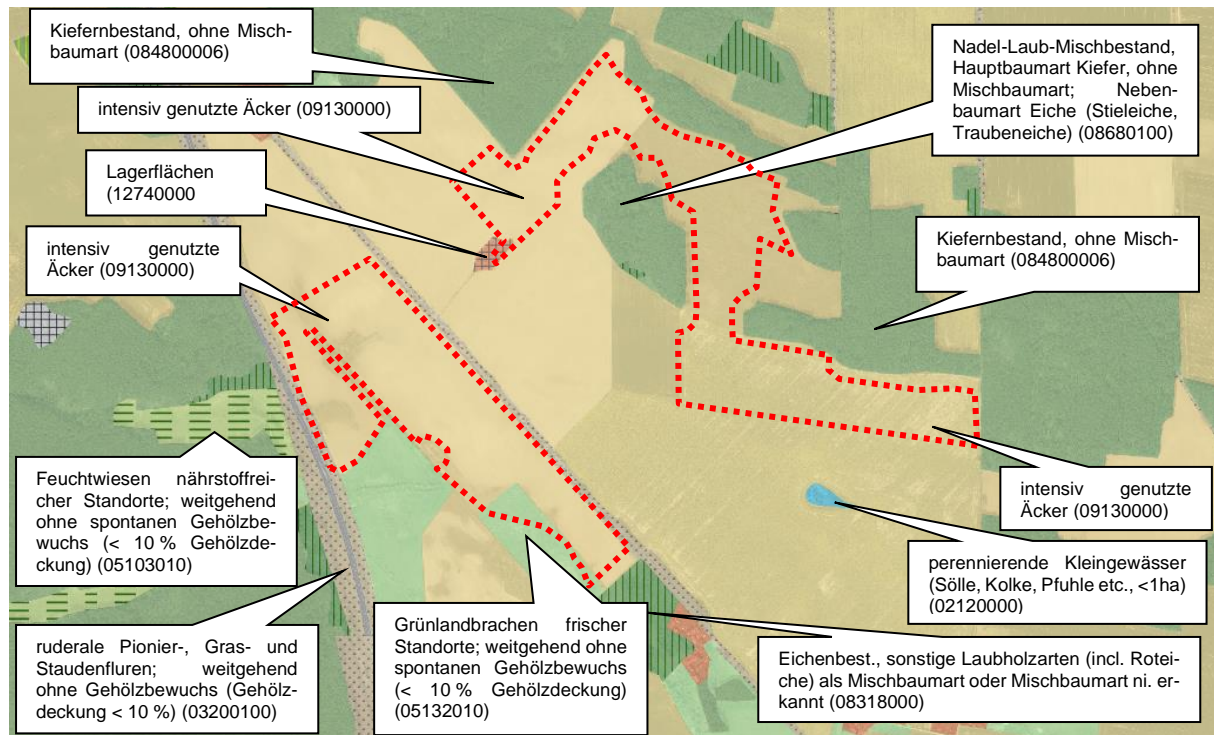 Kiefernbestand, ohne Misch-
baumart (084800006)
intensiv genutzte Äcker (09130000)
Lagerflächen
(12740000
intensiv genutzte
Äcker (09130000)
Feuchtwiesen nährstoffrei-
cher Standorte; weitgehend
ohne spontanen Gehölzbe-
wuchs (< 10 % Gehölzde-
ckung) (05103010)
ruderale Pionier-, Gras- und
Staudenfluren; weitgehend
ohne Gehölzbewuchs (Gehölz-
deckung < 10 %) (03200100)
Grünlandbrachen frischer
Standorte; weitgehend ohne
spontanen Gehölzbewuchs
(< 10 % Gehölzdeckung)
(05132010)
Nadel-Laub-Mischbestand,
Hauptbaumart Kiefer, ohne
Mischbaumart; Neben-
baumart Eiche (Stieleiche,
Traubeneiche) (08680100)
Kiefernbestand, ohne Misch-
baumart (084800006)
intensiv genutzte
Äcker (09130000)
perennierende Kleingewässer
(Sölle, Kolke, Pfuhle etc., <1ha)
(02120000)
Eichenbest., sonstige Laubholzarten (incl. Rotei-
che) als Mischbaumart oder Mischbaumart ni. er-
kannt (08318000)